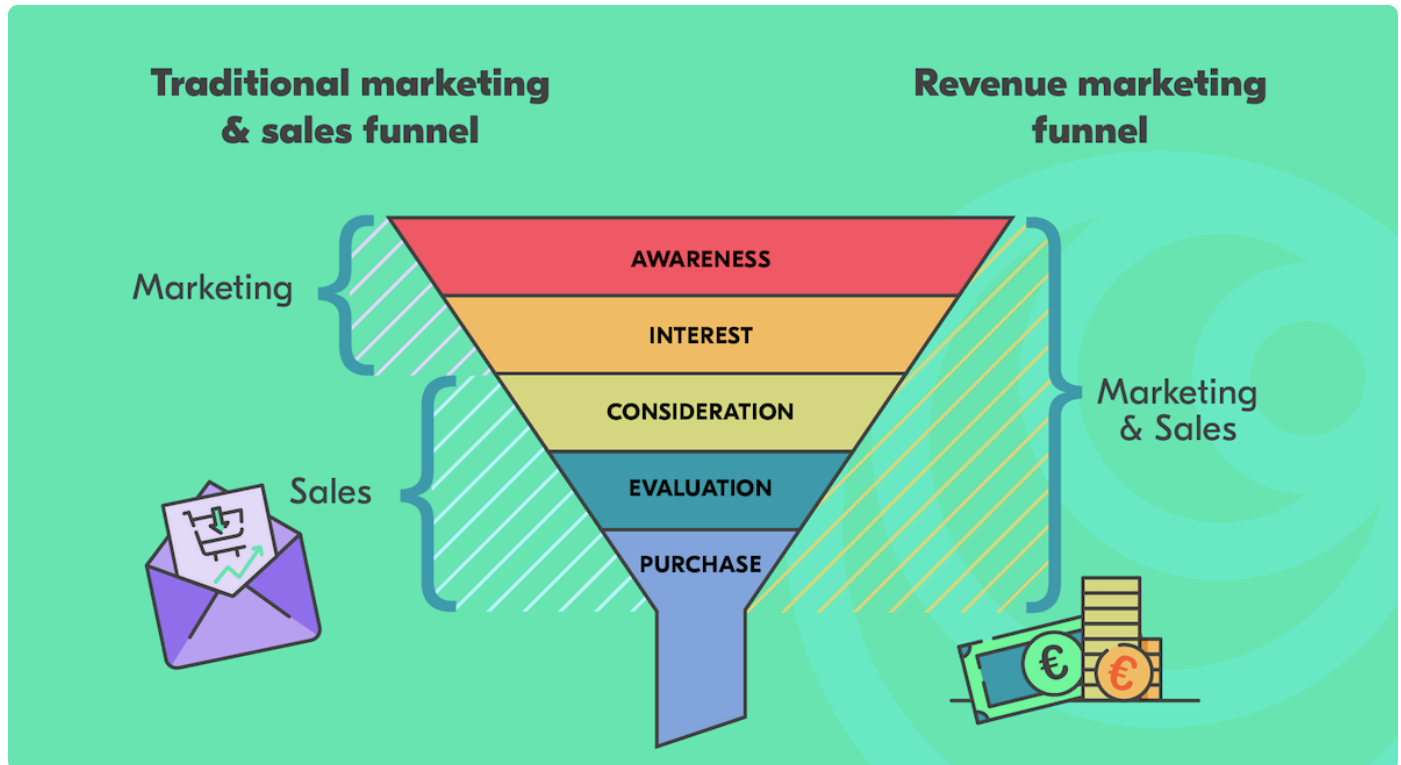 Traditional marketing
& sales funnel
Revenue marketing
funnel
Marketing
Sales
AWARENESS
INTEREST
CONSIDERATION
EVALUATION
PURCHASE
Marketing
& Sales
€
€